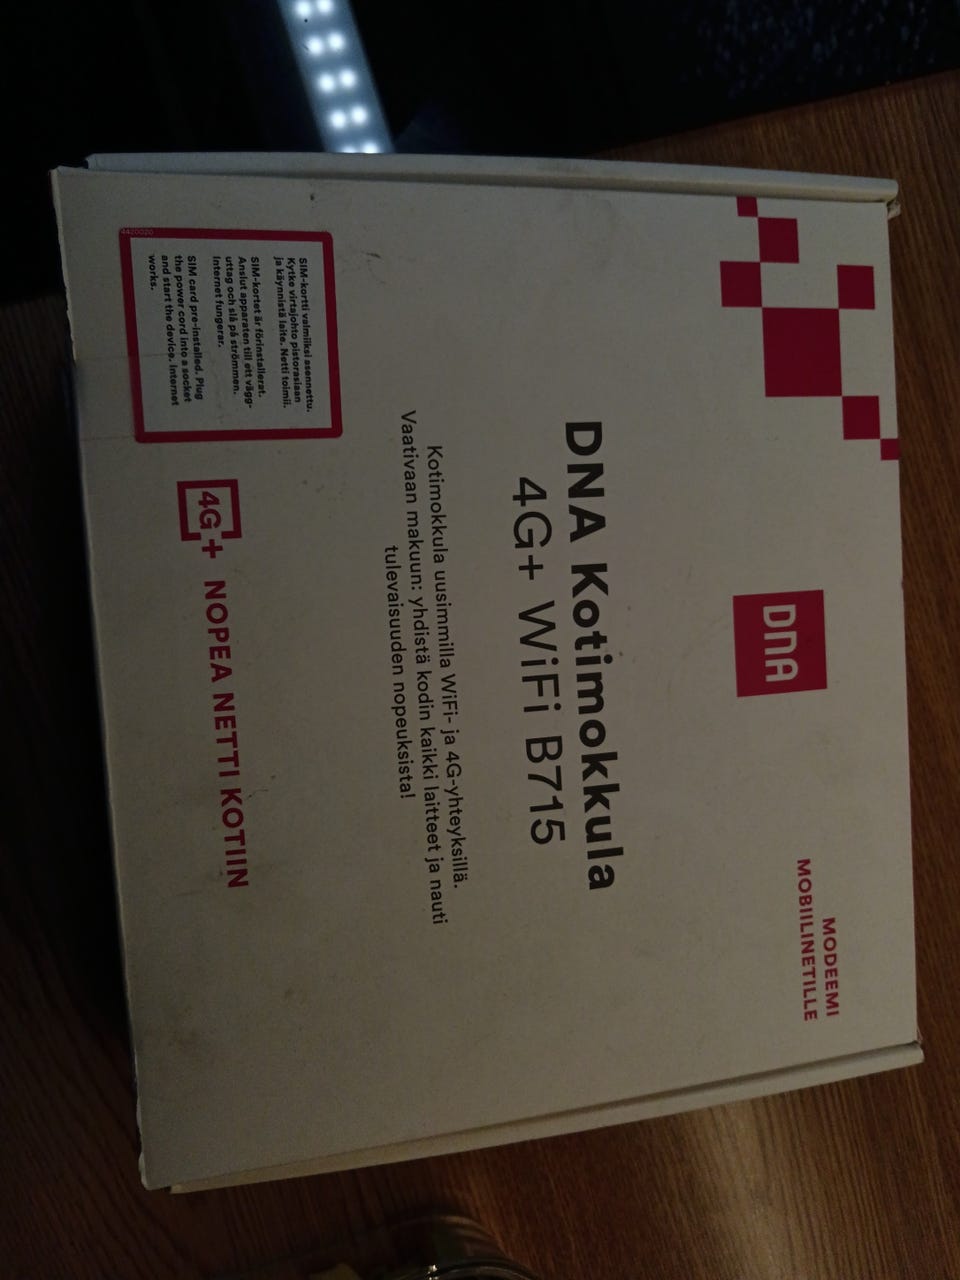 DNA
MODEEMI
MOBIILINETILLE
DNA Kotimokkula
4G+ WiFi B715
Kotimokkula uusimmilla WiFi- ja 4G-yhteyksillä.
Vaativaan makuun: yhdistä kodin kaikki laitteet ja nauti
tulevaisuuden nopeuksista!
SIM-kortti valmiiksi asennettu.
Kytke virtajohto pistorasiaan
ja käynnistä laite. Netti toimii.
SIM-kortet är förinstallerat.
Anslut apparaten till ett vägg-
uttag och slå på strömmen.
Internet fungerar.
SIM card pre-installed. Plug
the power cord into a socket
and start the device. Internet
works.
4420020
4G+ NOPEA NETTI KOTIIN